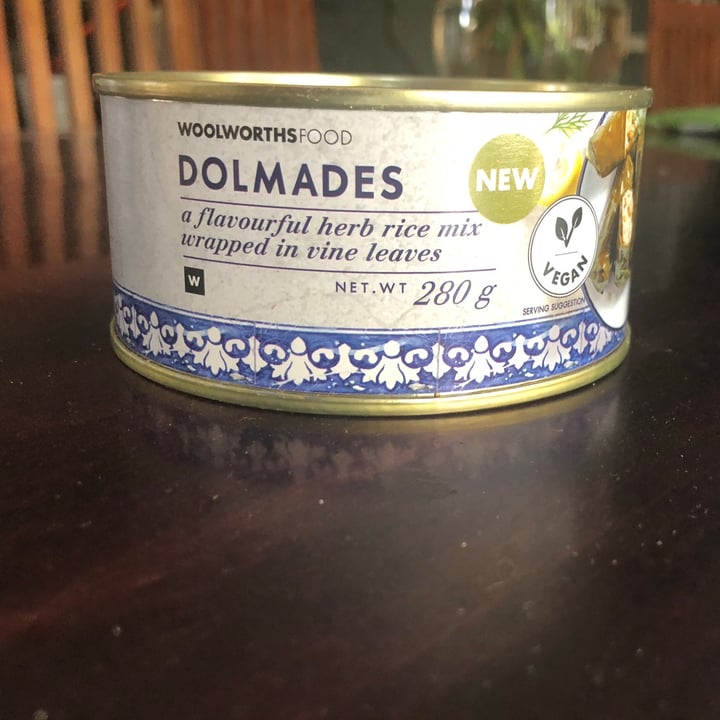 WOOLWORTHSFOOD
DOLMADES
NEW
a flavourful herb rice mix
wrapped in vine leaves
W
NET.WT 280 g
VEGAN
SERVING SUGGESTION